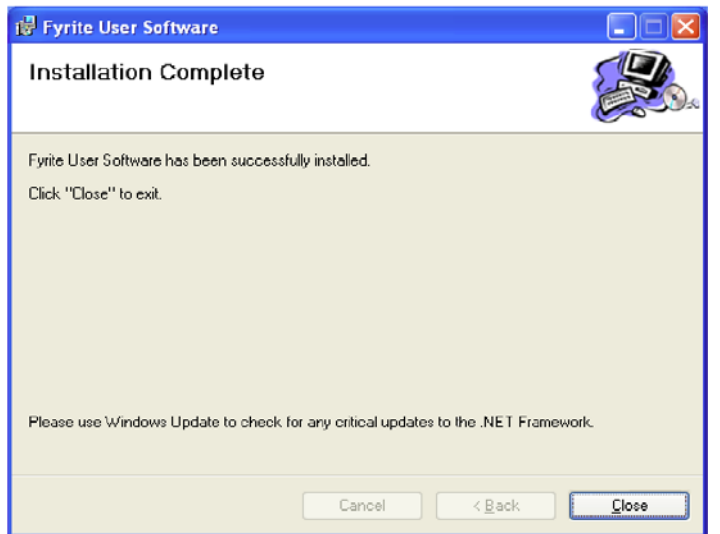 Fyrite User Software
Installation Complete
Fyrite User Software has been successfully installed.
Click "Close" to exit.
Please use Windows Update to check for any critical updates to the .NET Framework.
Cancel
< Back
Close